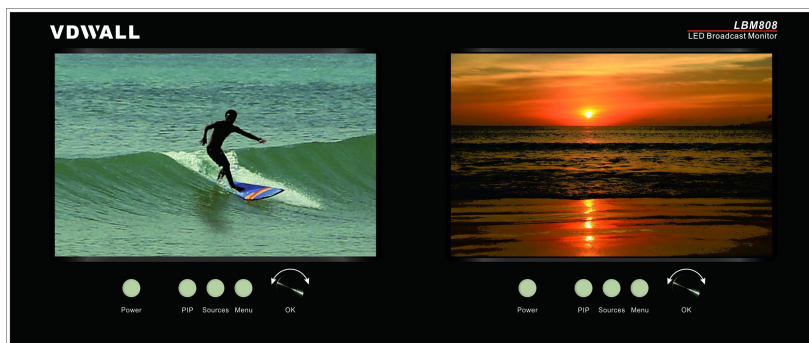 VDWALL
LBM808
LED Broadcast Monitor
Power PIP Sources Menu OK
Power PIP Sources Menu OK